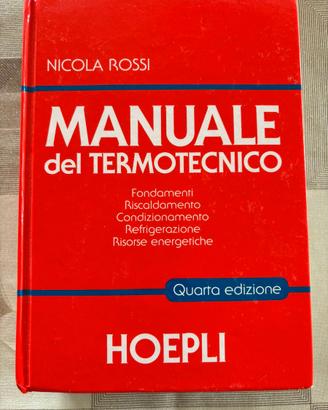 NICOLA ROSSI
MANUALE
del TERMOTECNICO
Fondamenti
Riscaldamento
Condizionamento
Refrigerazione
Risorse energetiche
Quarta edizione
HOEPLI